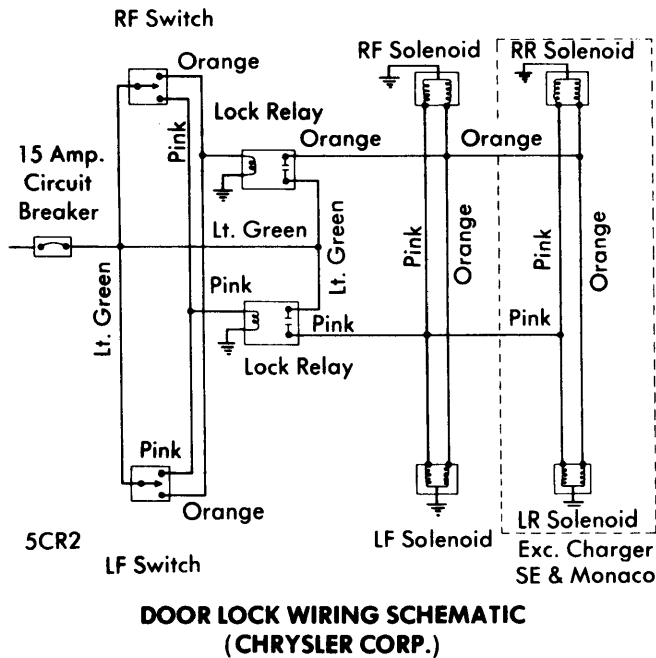 RF Switch
Orange
Lock Relay
RF Solenoid
RR Solenoid
Pink
Orange
Orange
15 Amp.
Circuit
Breaker
Lt. Green
Lt. Green
Pink
Orange
Pink
Orange
Lt. Green
Pink
Pink
Pink
Lock Relay
Pink
Orange
5CR2
LF Switch
LF Solenoid
LR Solenoid
Exc. Charger
SE & Monaco
DOOR LOCK WIRING SCHEMATIC
(CHRYSLER CORP.)